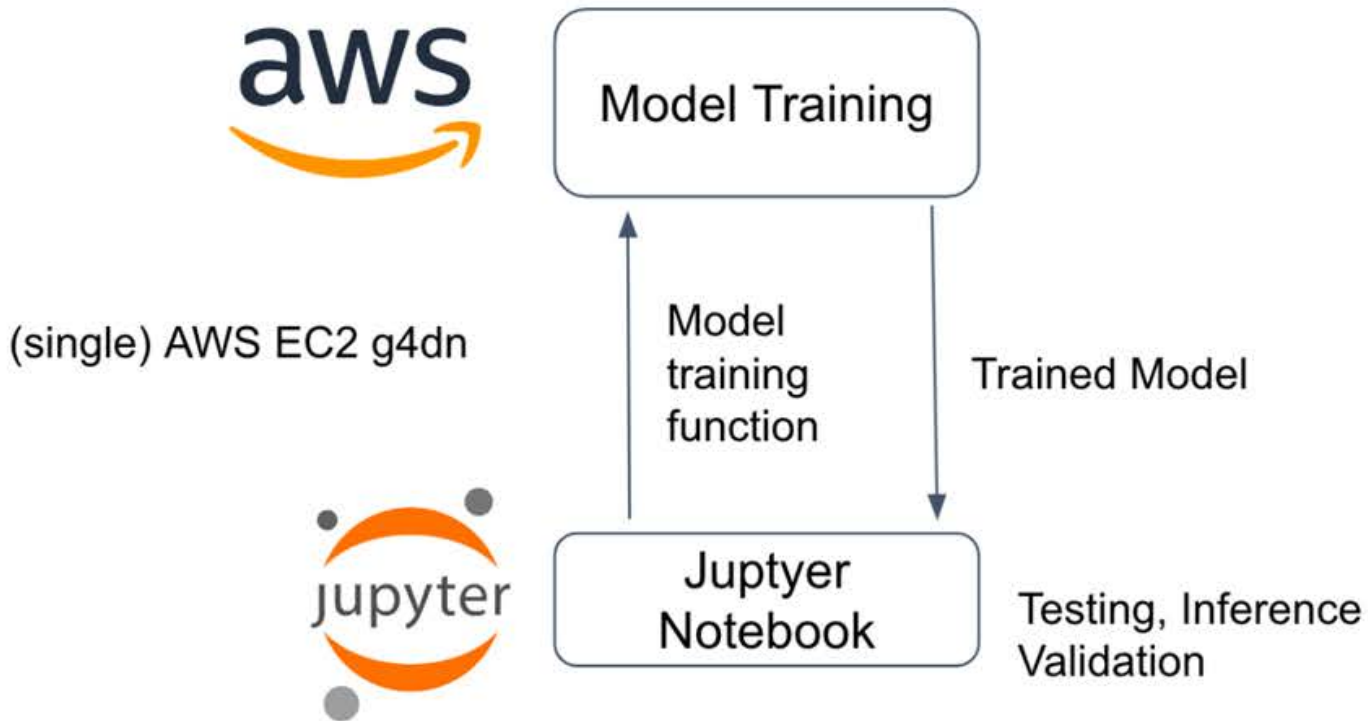 aws
Model Training
(single) AWS EC2 g4dn
Model
training
function
Trained Model
jupyter
Juptyer
Notebook
Testing, Inference
Validation